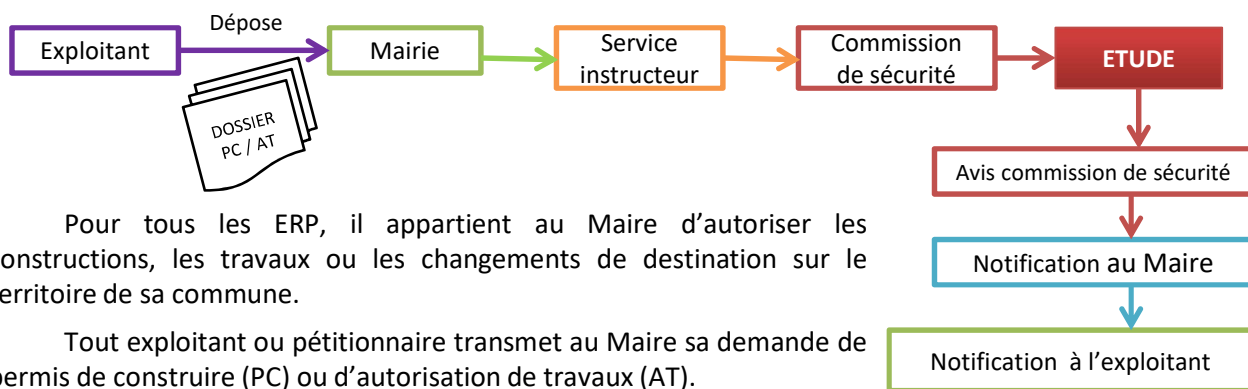 Dépose
Exploitant
Mairie
Service
instructeur
Commission
de sécurité
ETUDE
DOSSIER
PC / AT
Avis commission de sécurité
Notification au Maire
Notification à l’exploitant
Pour tous les ERP, il appartient au Maire d’autoriser les
onstructions, les travaux ou les changements de destination sur le
erritoire de sa commune.
Tout exploitant ou pétitionnaire transmet au Maire sa demande de
permis de construire (PC) ou d’autorisation de travaux (AT).